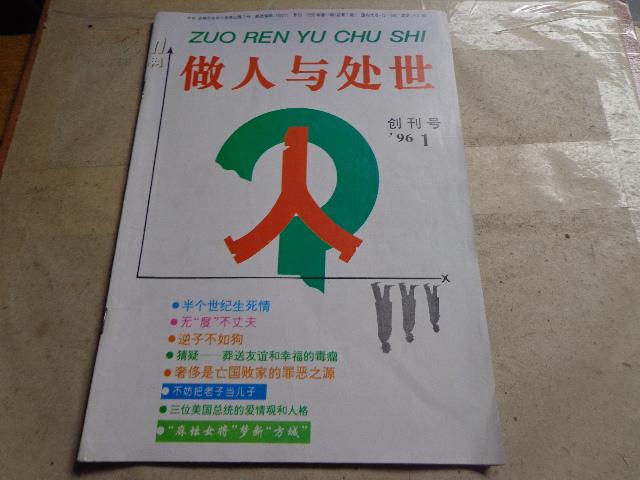 ZUO REN YU CHU SHI
做人与处世
创刊号
'96 1
x
●半个世纪生死情
●无“度”不丈夫
●逆子不如狗
●猜疑——葬送友谊和幸福的毒瘤
●奢侈是亡国败家的罪恶之源
●不妨把老子当儿子
●三位美国总统的爱情观和人格
●“麻坛女将”梦断“方城”